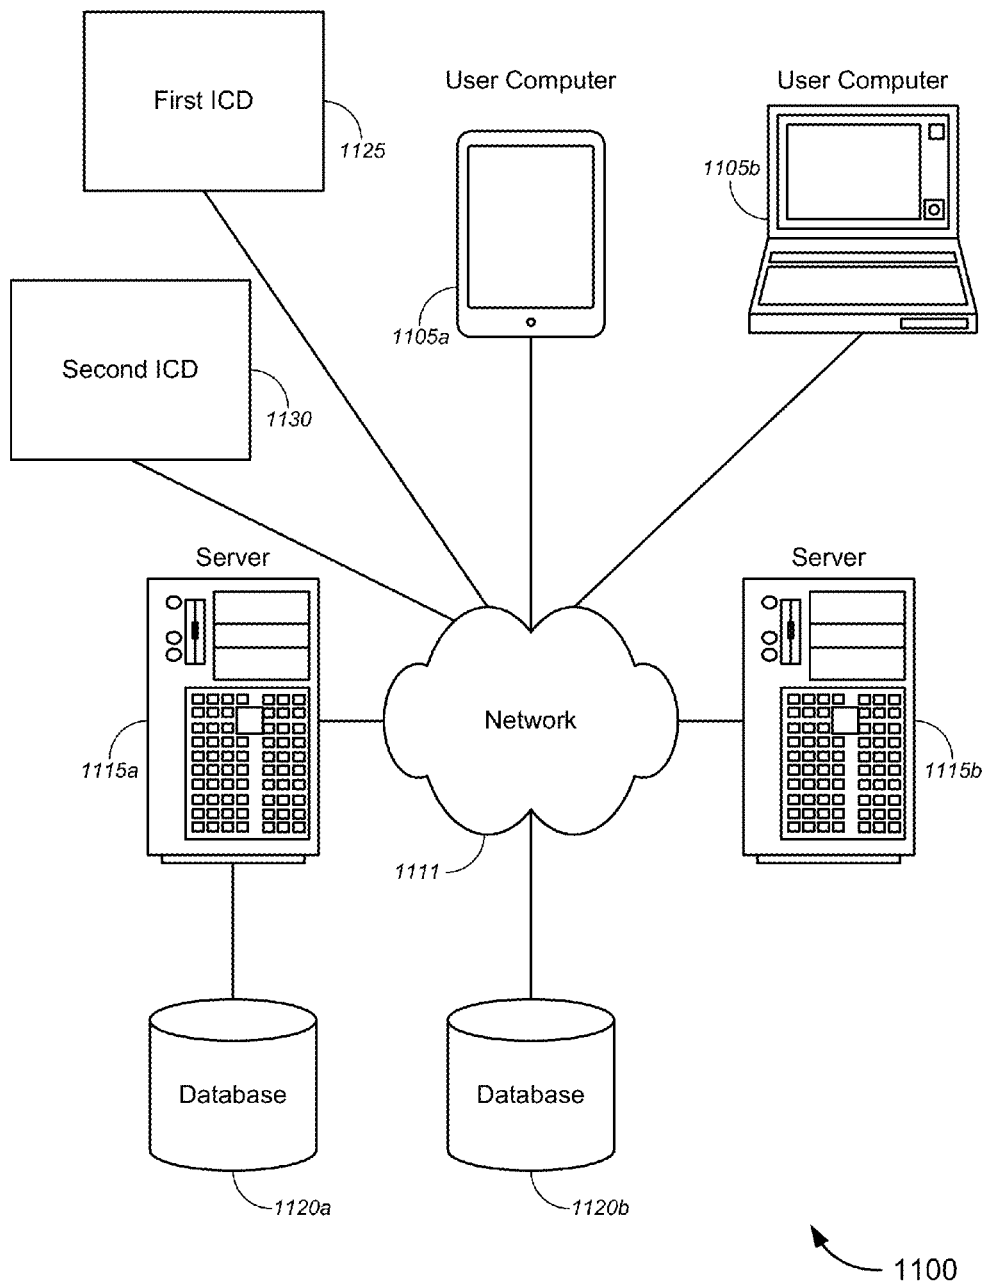 First ICD
1125
User Computer
1105a
User Computer
1105b
Second ICD
1130
Server
1115a
Network
1111
Server
1115b
Database
1120a
Database
1120b
1100